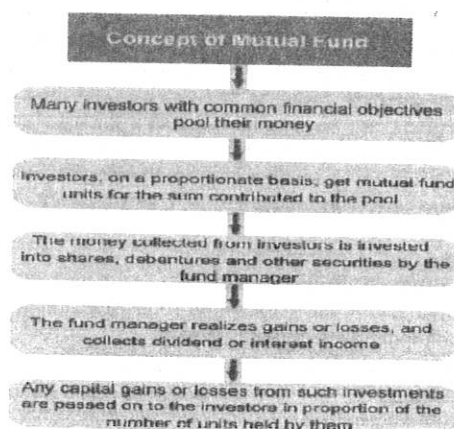 Concept of Mutual Fund
Many investors with common financial objectives
pool their money
Investors, on a proportionate basis, get mutual fund
units for the sum contributed to the pool
The money collected from investors is invested
into shares, debentures and other securities by the
fund manager
The fund manager realizes gains or losses, and
collects dividend or interest income
Any capital gains or losses from such investments
are passed on to the investors in proportion of the
number of units held by them